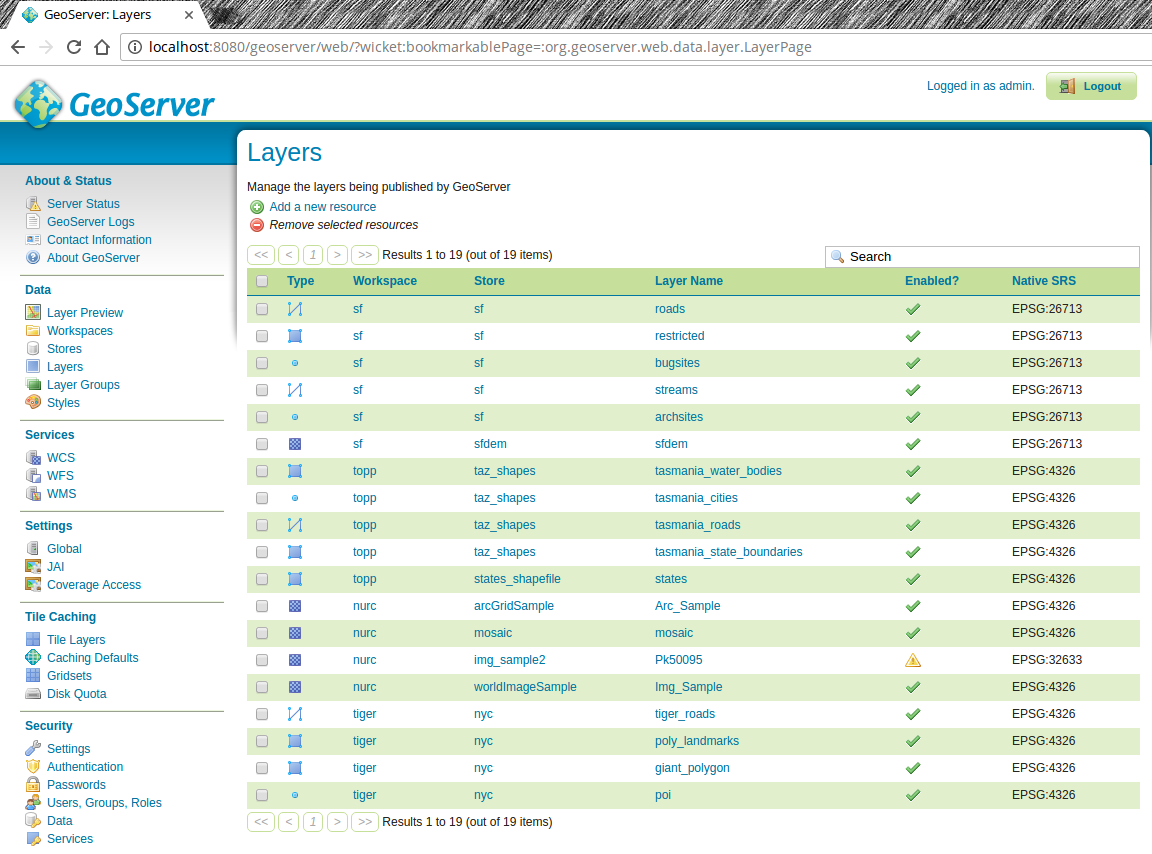 GeoServer: Layers
localhost:8080/geoserver/web/?wicket:bookmarkablePage=:org.geoserver.web.data.layer.LayerPage
GeoServer
Logged in as admin. Logout
About & Status
Server Status
GeoServer Logs
Contact Information
About GeoServer
Data
Layer Preview
Workspaces
Stores
Layers
Layer Groups
Styles
Services
WCS
WFS
WMS
Settings
Global
JAI
Coverage Access
Tile Caching
Tile Layers
Caching Defaults
Gridsets
Disk Quota
Security
Settings
Authentication
Passwords
Users, Groups, Roles
Data
Services
Layers
Manage the layers being published by GeoServer
Add a new resource
Remove selected resources
<< < 1 > >> Results 1 to 19 (out of 19 items) Search
Type Workspace Store Layer Name Enabled? Native SRS
sf sf roads EPSG:26713
sf sf restricted EPSG:26713
sf sf bugsites EPSG:26713
sf sf streams EPSG:26713
sf sf archsites EPSG:26713
sf sfdem sfdem EPSG:26713
topp taz_shapes tasmania_water_bodies EPSG:4326
topp taz_shapes tasmania_cities EPSG:4326
topp taz_shapes tasmania_roads EPSG:4326
topp taz_shapes tasmania_state_boundaries EPSG:4326
topp states_shapefile states EPSG:4326
nurc arcGridSample Arc_Sample EPSG:4326
nurc mosaic mosaic EPSG:4326
nurc img_sample2 Pk50095 EPSG:32633
nurc worldImageSample Img_Sample EPSG:4326
tiger nyc tiger_roads EPSG:4326
tiger nyc poly_landmarks EPSG:4326
tiger nyc giant_polygon EPSG:4326
tiger nyc poi EPSG:4326
<< < 1 > >> Results 1 to 19 (out of 19 items)